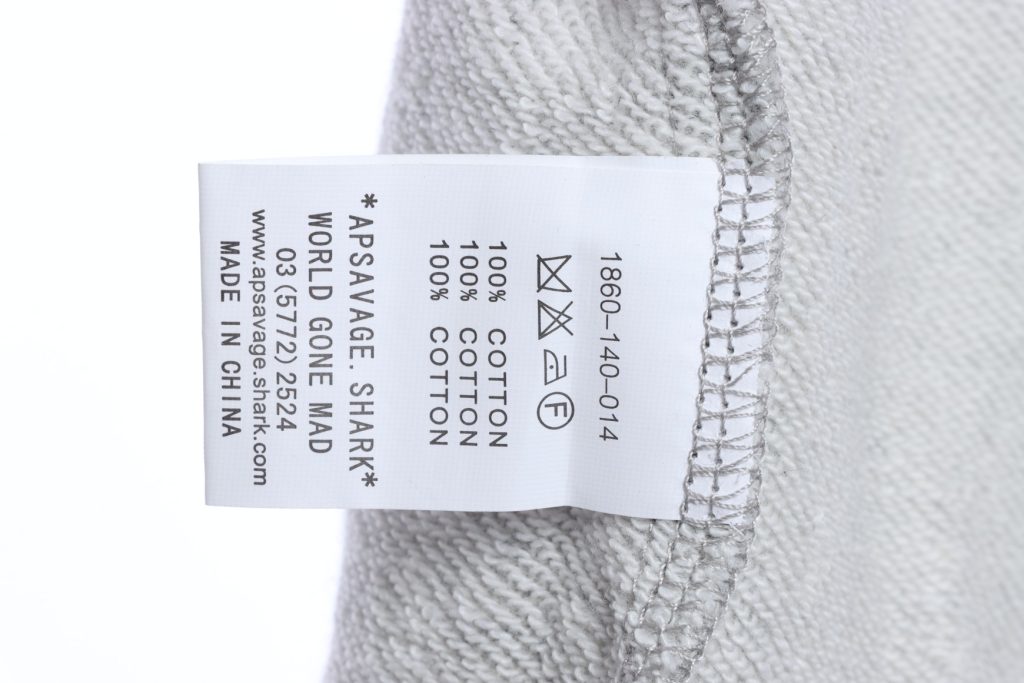 1860-140-014
F
100% COTTON
100% COTTON
100% COTTON
*APSAVAGE.SHARK*
WORLD GONE MAD
03 (5772) 2524
www.apsavage.shark.com
MADE IN CHINA